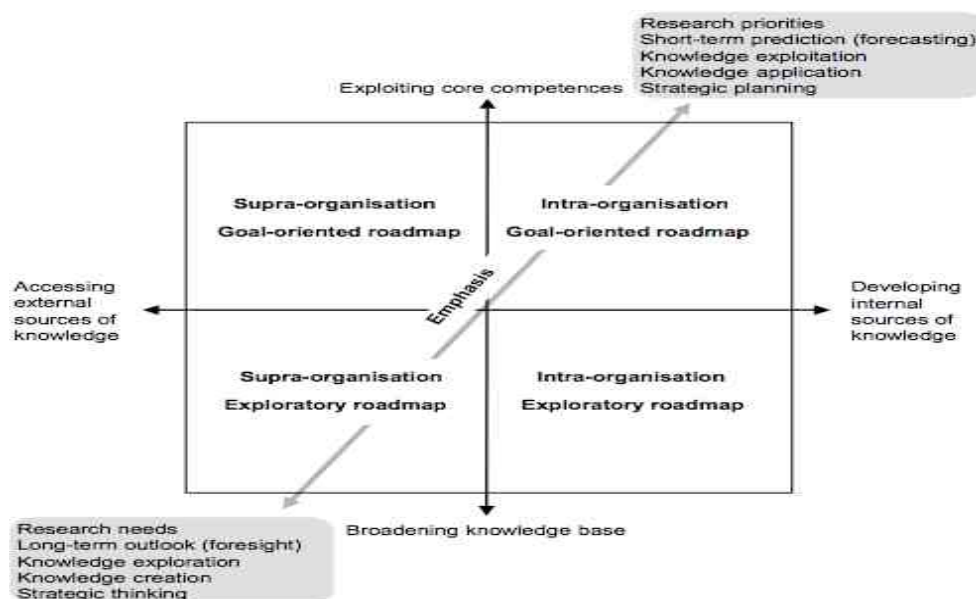 Research priorities
Short-term prediction (forecasting)
Knowledge exploitation
Knowledge application
Strategic planning
Exploiting core competences
Supra-organisation
Goal-oriented roadmap
Intra-organisation
Goal-oriented roadmap
Accessing
external
sources of
knowledge
Emphasis
Developing
internal
sources of
knowledge
Supra-organisation
Exploratory roadmap
Intra-organisation
Exploratory roadmap
Broadening knowledge base
Research needs
Long-term outlook (foresight)
Knowledge exploration
Knowledge creation
Strategic thinking